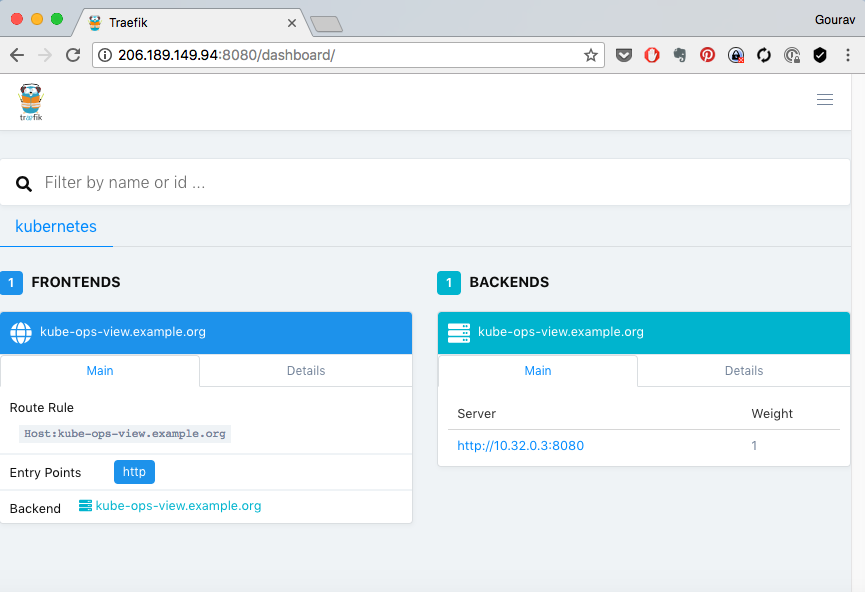 Traefik
Gourav
206.189.149.94:8080/dashboard/
træfik
Filter by name or id ...
kubernetes
1 FRONTENDS
kube-ops-view.example.org
Main Details
Route Rule
Host:kube-ops-view.example.org
Entry Points http
Backend kube-ops-view.example.org
1 BACKENDS
kube-ops-view.example.org
Main Details
Server Weight
http://10.32.0.3:8080 1